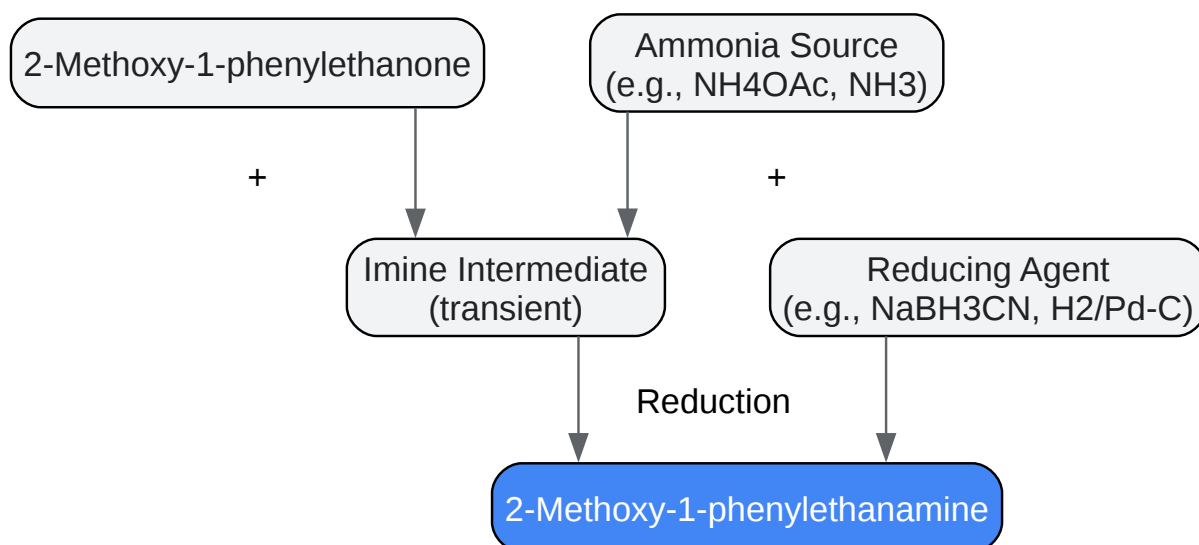 2-Methoxy-1-phenylethanone
Ammonia Source
(e.g., NH4OAc, NH3)
+
+
Imine Intermediate
(transient)
Reducing Agent
(e.g., NaBH3CN, H2/Pd-C)
Reduction
2-Methoxy-1-phenylethanamine